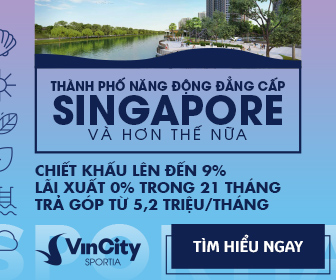 THÀNH PHỐ NĂNG ĐỘNG ĐẲNG CẤP
SINGAPORE
VÀ HƠN THẾ NỮA
CHIẾT KHẤU LÊN ĐẾN 9%
LÃI XUẤT 0% TRONG 21 THÁNG
TRẢ GÓP TỪ 5,2 TRIỆU/THÁNG
VinCity
SPORTIA
TÌM HIỂU NGAY